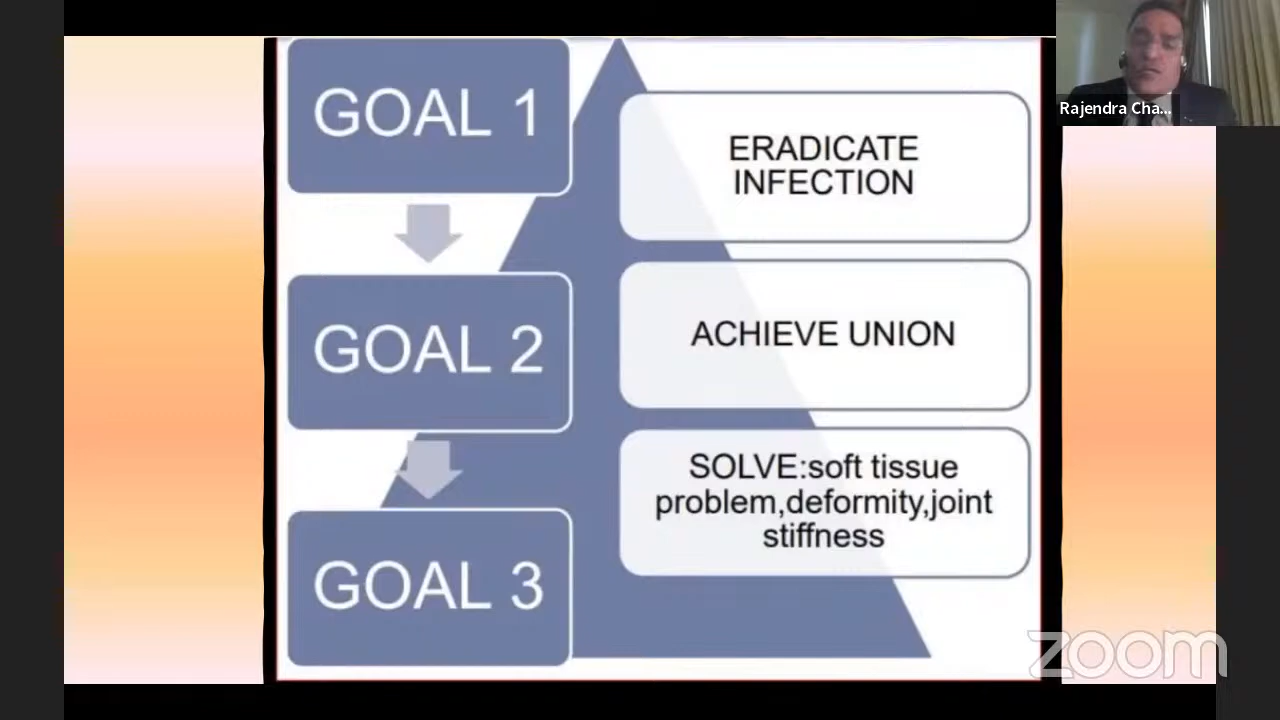 GOAL 1
ERADICATE
INFECTION
GOAL 2
ACHIEVE UNION
GOAL 3
SOLVE:soft tissue
problem,deformity,joint
stiffness
Rajendra Cha...
zoom